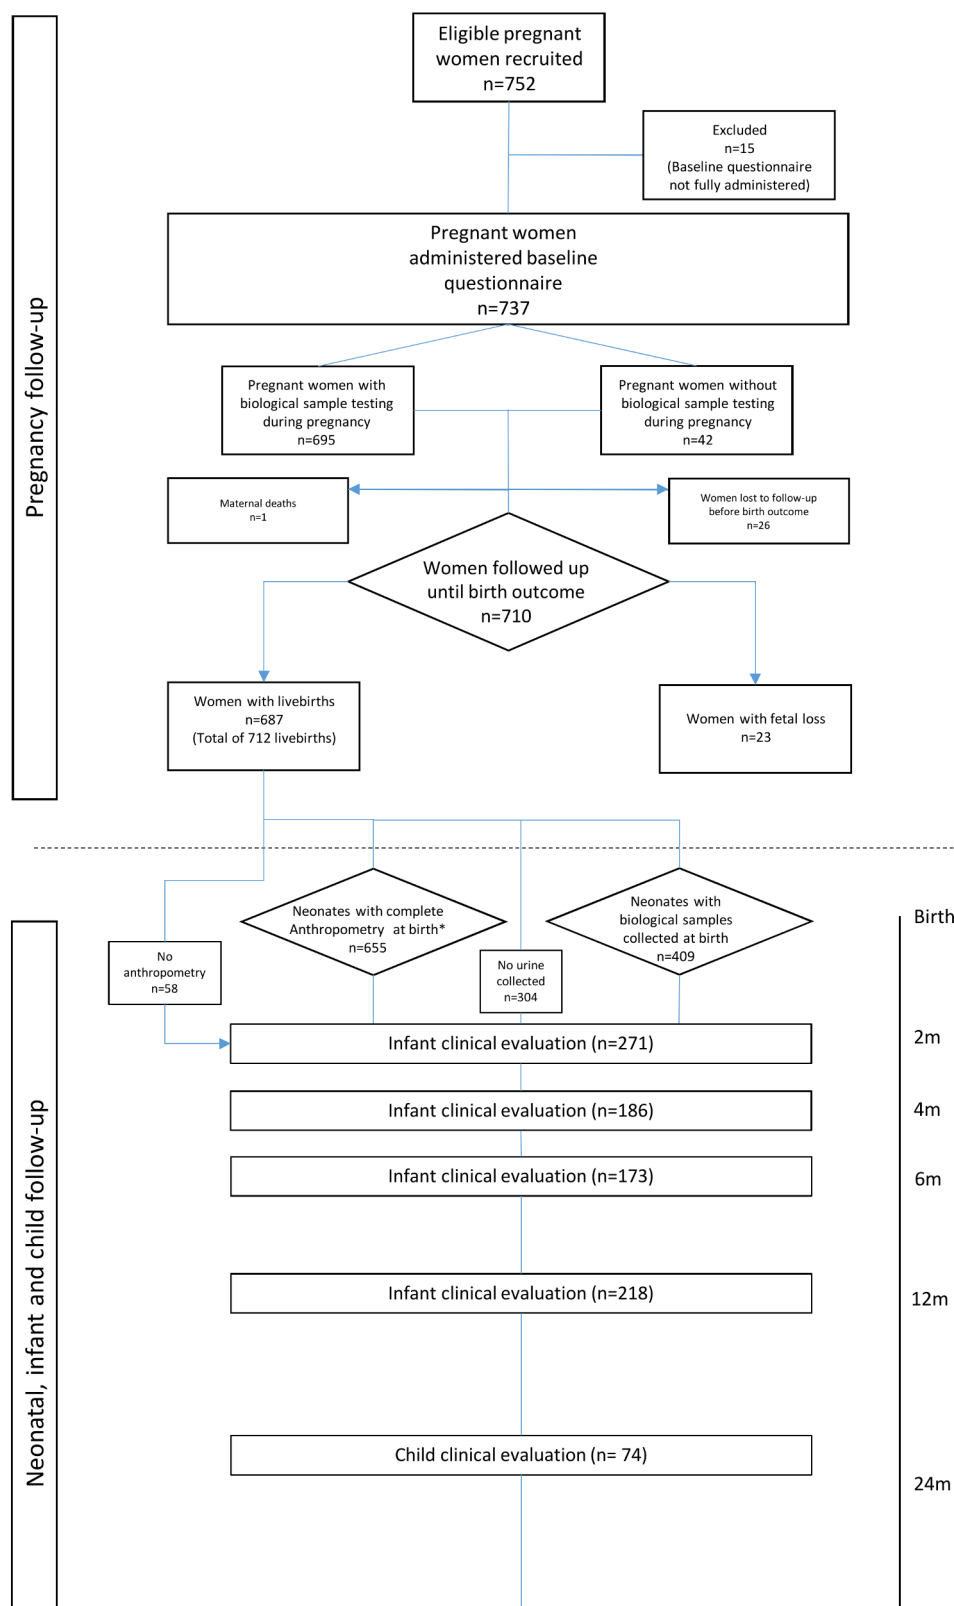 Pregnancy follow-up
Eligible pregnant
women recruited
n=752
Excluded
n=15
(Baseline questionnaire
not fully administered)
Pregnant women
administered baseline
questionnaire
n=737
Pregnant women with
biological sample testing
during pregnancy
n=695
Pregnant women without
biological sample testing
during pregnancy
n=42
Maternal deaths
n=1
Women lost to follow-up
before birth outcome
n=26
Women followed up
until birth outcome
n=710
Women with livebirths
n=687
(Total of 712 livebirths)
Women with fetal loss
n=23
Neonatal, infant and child follow-up
No
anthropometry
n=58
Neonates with complete
Anthropometry at birth*
n=655
No urine
collected
n=304
Neonates with
biological samples
collected at birth
n=409
Birth
Infant clinical evaluation (n=271)
2m
Infant clinical evaluation (n=186)
4m
Infant clinical evaluation (n=173)
6m
Infant clinical evaluation (n=218)
12m
Child clinical evaluation (n= 74)
24m